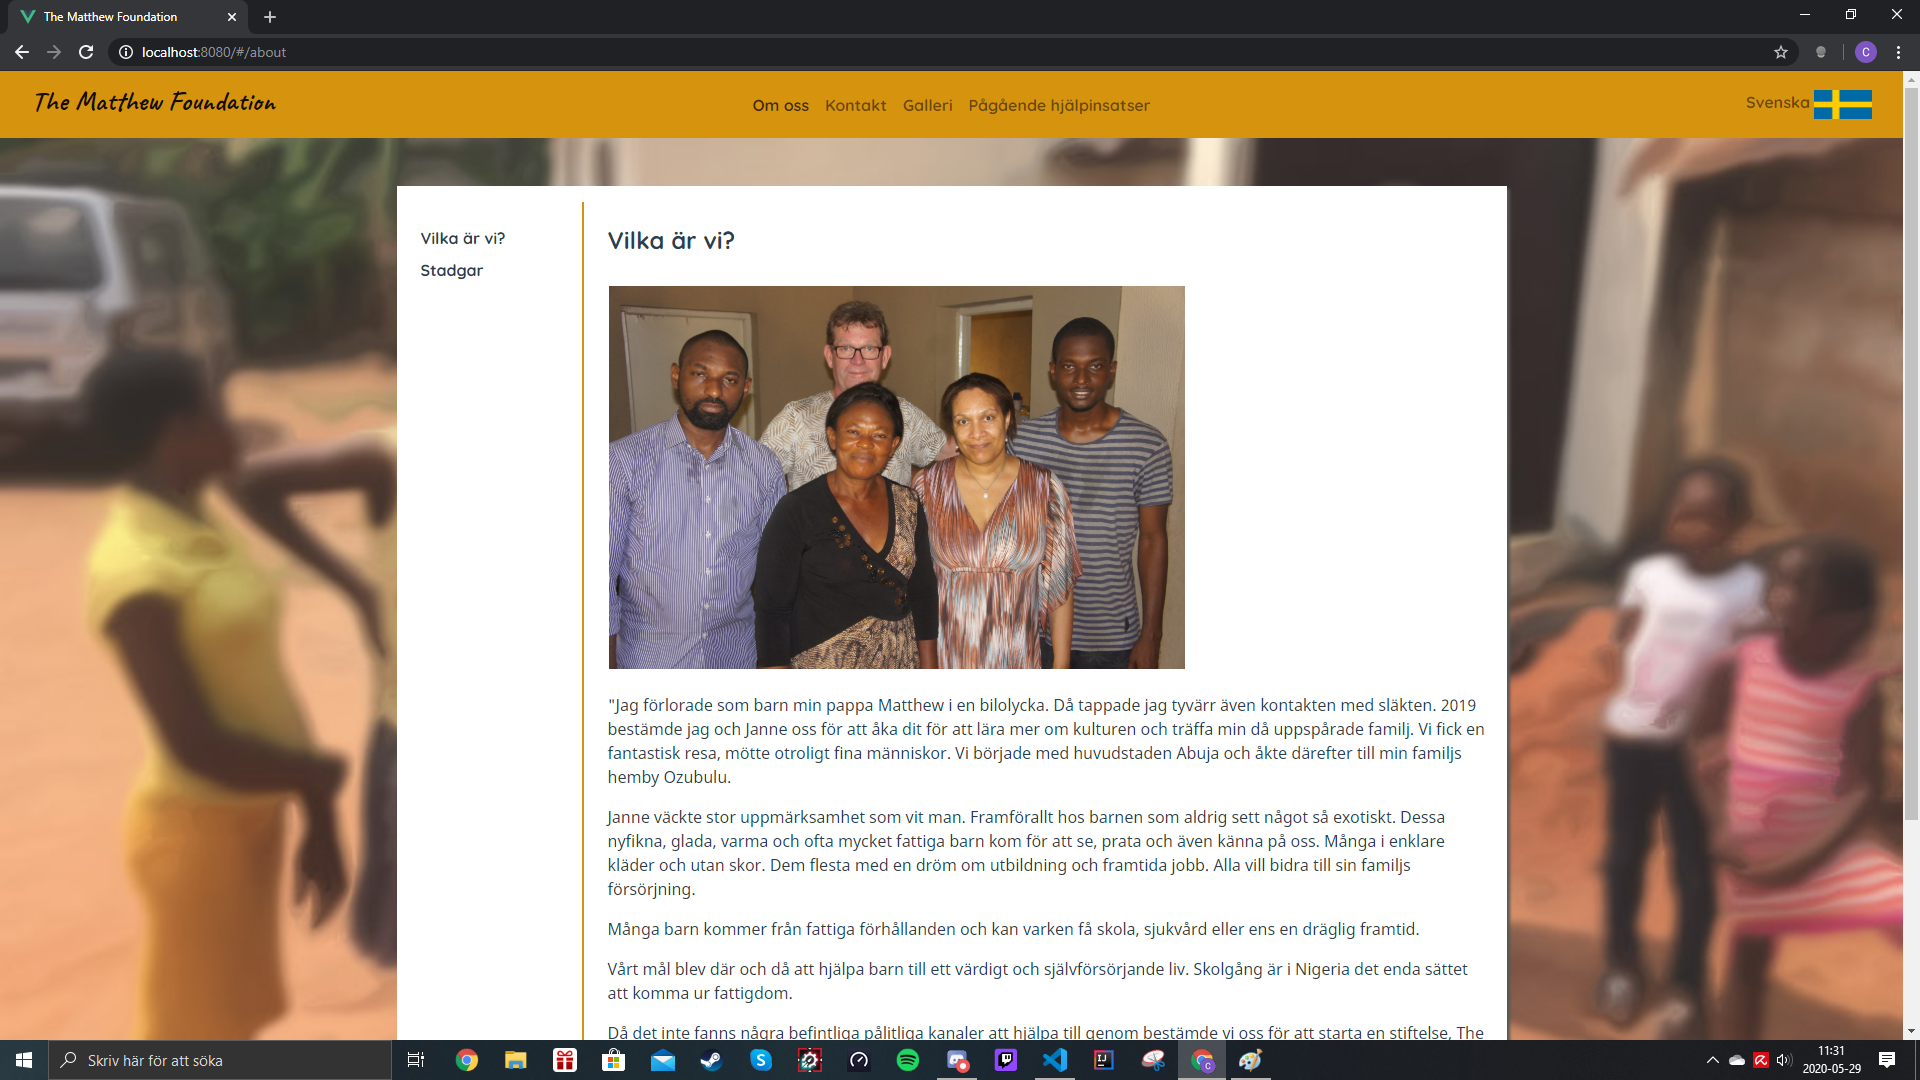 The Matthew Foundation
localhost:8080/#/about
C
The Matthew Foundation
Om oss
Kontakt
Galleri
Pågående hjälpinsatser
Svenska
Vilka är vi?
Stadgar
Vilka är vi?
"Jag förlorade som barn min pappa Matthew i en bilolycka. Då tappade jag tyvärr även kontakten med släkten. 2019
bestämde jag och Janne oss för att åka dit för att lära mer om kulturen och träffa min då uppspårade familj. Vi fick en
fantastisk resa, mötte otroligt fina människor. Vi började med huvudstaden Abuja och åkte därefter till min familjs
hemby Ozubulu.
Janne väckte stor uppmärksamhet som vit man. Framförallt hos barnen som aldrig sett något så exotiskt. Dessa
nyfikna, glada, varma och ofta mycket fattiga barn kom för att se, prata och även känna på oss. Många i enklare
kläder och utan skor. Dem flesta med en dröm om utbildning och framtida jobb. Alla vill bidra till sin familjs
försörjning.
Många barn kommer från fattiga förhållanden och kan varken få skola, sjukvård eller ens en dräglig framtid.
Vårt mål blev där och då att hjälpa barn till ett värdigt och självförsörjande liv. Skolgång är i Nigeria det enda sättet
att komma ur fattigdom.
Då det inte fanns några befintliga pålitliga kanaler att hjälpa till genom bestämde vi oss för att starta en stiftelse, The
Skriv här för att söka
11:31
2020-05-29